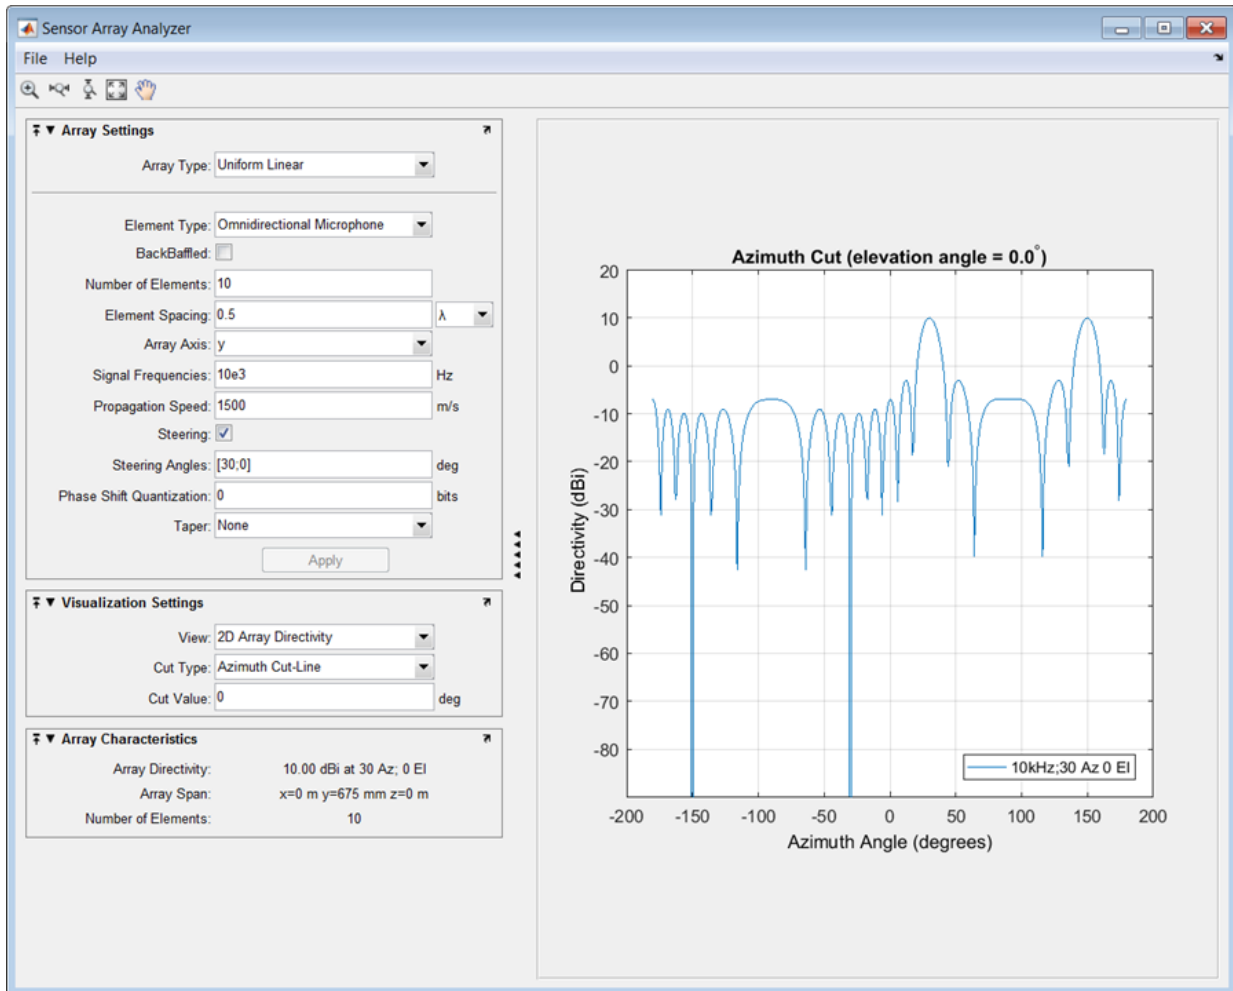 Sensor Array Analyzer
File Help
Array Settings
Array Type: Uniform Linear
Element Type: Omnidirectional Microphone
BackBaffled:
Number of Elements: 10
Element Spacing: 0.5 λ
Array Axis: y
Signal Frequencies: 10e3 Hz
Propagation Speed: 1500 m/s
Steering:
Steering Angles: [30;0] deg
Phase Shift Quantization: 0 bits
Taper: None
Apply
Visualization Settings
View: 2D Array Directivity
Cut Type: Azimuth Cut-Line
Cut Value: 0 deg
Array Characteristics
Array Directivity: 10.00 dBi at 30 Az; 0 El
Array Span: x=0 m y=675 mm z=0 m
Number of Elements: 10
Azimuth Cut (elevation angle = 0.0°)
Directivity (dBi)
20
10
0
-10
-20
-30
-40
-50
-60
-70
-80
10kHz;30 Az 0 El
-200 -150 -100 -50 0 50 100 150 200
Azimuth Angle (degrees)